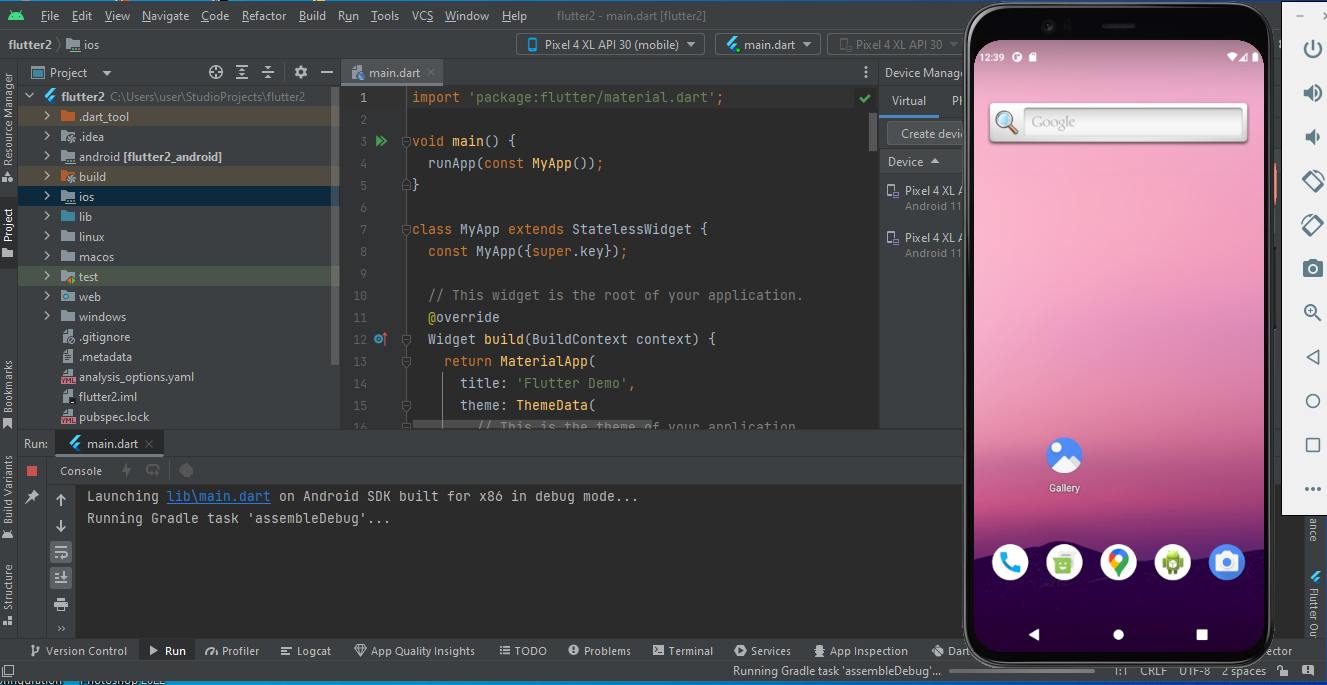 File Edit View Navigate Code Refactor Build Run Tools VCS Window Help flutter2 - main.dart [flutter2]
flutter2 ios Pixel 4 XL API 30 (mobile) main.dart Pixel 4 XL API 30
Resource Manager
Project
Bookmarks
Build Variants
Structure
Project
flutter2 C:\Users\user\StudioProjects\flutter2
.dart_tool
.idea
android [flutter2_android]
build
ios
lib
linux
macos
test
web
windows
.gitignore
.metadata
analysis_options.yaml
flutter2.iml
pubspec.lock
main.dart
1 import 'package:flutter/material.dart';
2
3 void main() {
4 runApp(const MyApp());
5 }
6
7 class MyApp extends StatelessWidget {
8 const MyApp({super.key});
9
10 // This widget is the root of your application.
11 @override
12 Widget build(BuildContext context) {
13 return MaterialApp(
14 title: 'Flutter Demo',
15 theme: ThemeData(
16 // This is the theme of your application
Device Manag
Virtual Ph
Create devi
Device
Pixel 4 XL A
Android 11
Pixel 4 XL A
Android 11
12:39
Google
Gallery
Run: main.dart
Console
Launching lib\main.dart on Android SDK built for x86 in debug mode...
Running Gradle task 'assembleDebug'...
ance
Flutter Ou
Version Control Run Profiler Logcat App Quality Insights TODO Problems Terminal Services App Inspection Dart ector
Running Gradle task 'assembleDebug'... 1:1 CRLF UTF-8 2 spaces
onfiguration Photoshop 2022